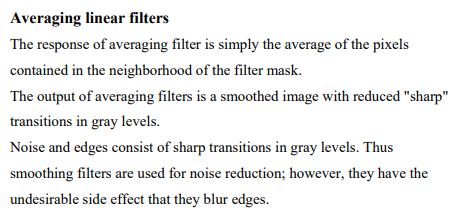 Averaging linear filters
The response of averaging filter is simply the average of the pixels
contained in the neighborhood of the filter mask.
The output of averaging filters is a smoothed image with reduced "sharp"
transitions in gray levels.
Noise and edges consist of sharp transitions in gray levels. Thus
smoothing filters are used for noise reduction; however, they have the
undesirable side effect that they blur edges.